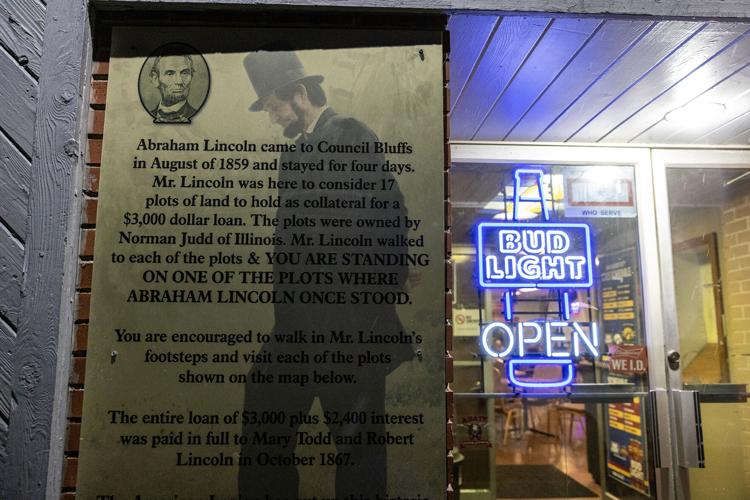 Abraham Lincoln came to Council Bluffs
in August of 1859 and stayed for four days.
Mr. Lincoln was here to consider 17
plots of land to hold as collateral for a
$3,000 dollar loan. The plots were owned by
Norman Judd of Illinois. Mr. Lincoln walked
to each of the plots & YOU ARE STANDING
ON ONE OF THE PLOTS WHERE
ABRAHAM LINCOLN ONCE STOOD.
You are encouraged to walk in Mr. Lincoln's
footsteps and visit each of the plots
shown on the map below.
The entire loan of $3,000 plus $2,400 interest
was paid in full to Mary Todd and Robert
Lincoln in October 1867.
WHO SERVE
BUD
LIGHT
OPEN
WE I.D.
ABATE